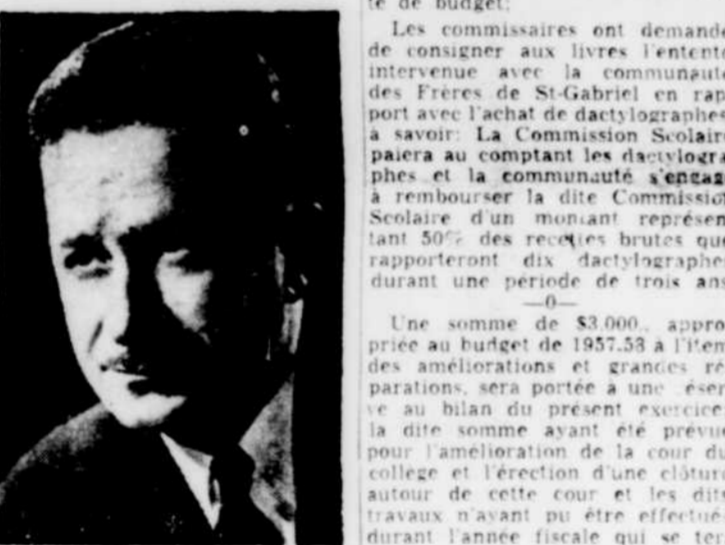 te de budget;
Les commissaires ont demandé
de consigner aux livres l'entente
intervenue avec la communauté
des Frères de St-Gabriel en rap
port avec l'achat de dactylographes
à savoir: La Commission Scolaire
paiera au comptant les dactylogra
phes et la communauté s'engage
à rembourser la dite Commission
Scolaire d'un montant représen
tant 50% des recettes brutes que
rapporteront dix dactylographes
durant une période de trois ans
—0—
Une somme de $3.000., appro
priée au budget de 1957.58 à l'item
des améliorations et grandes ré
parations, sera portée à une éser
ve au bilan du présent exercice,
la dite somme ayant été prévue
pour l'amélioration de la cour du
collège et l'érection d'une clôture
autour de cette cour et les dits
travaux n'ayant pu être effectués
durant l'année fiscale qui se ter